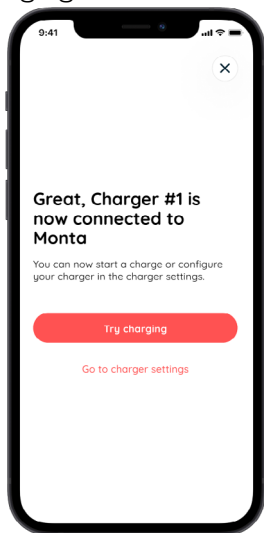 9:41
Great, Charger #1 is
now connected to
Monta
You can now start a charge or configure
your charger in the charger settings.
Try charging
Go to charger settings